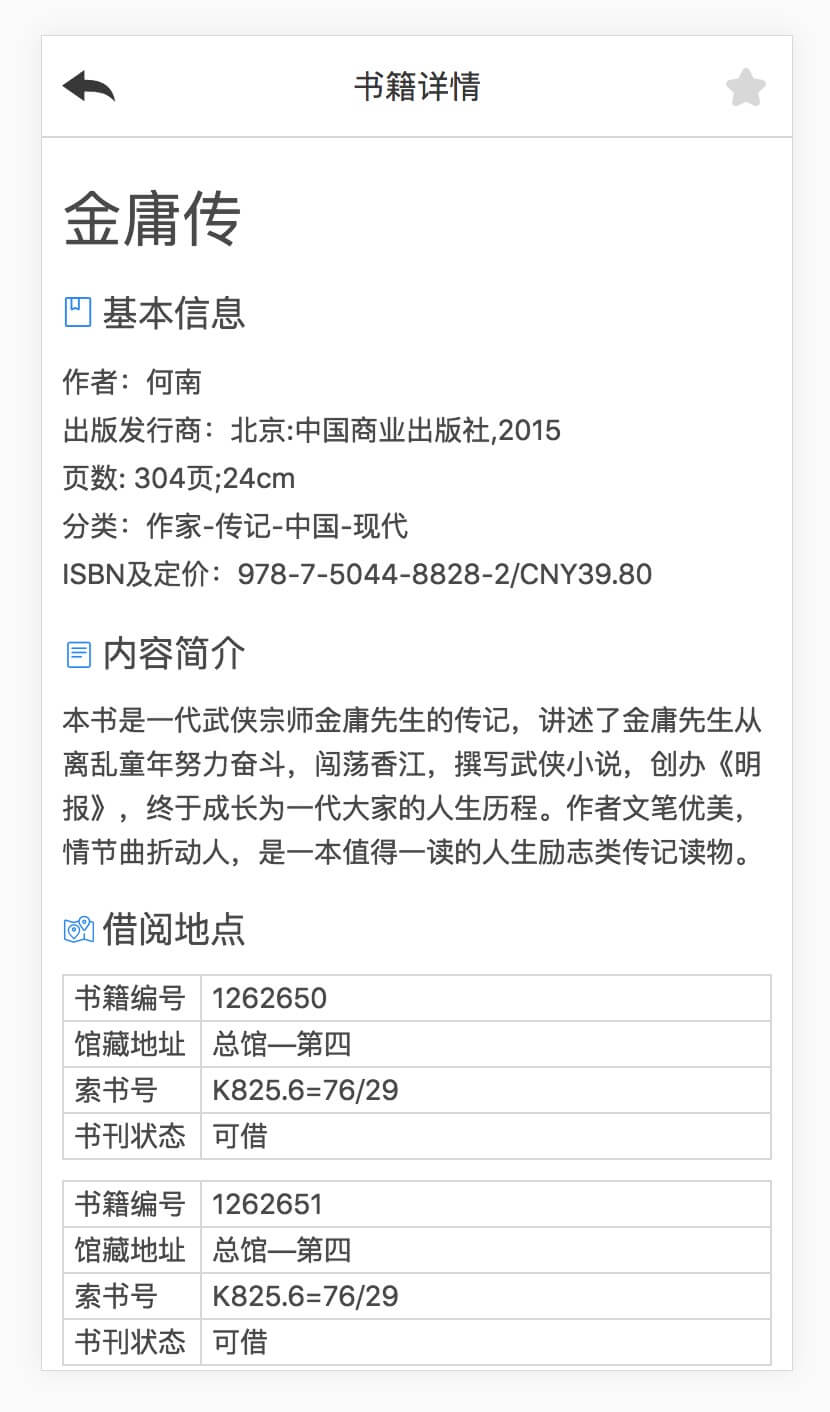 书籍详情
金庸传
基本信息
作者：何南
出版发行商：北京:中国商业出版社,2015
页数: 304页;24cm
分类：作家-传记-中国-现代
ISBN及定价：978-7-5044-8828-2/CNY39.80
内容简介
本书是一代武侠宗师金庸先生的传记，讲述了金庸先生从
离乱童年努力奋斗，闯荡香江，撰写武侠小说，创办《明
报》，终于成长为一代大家的人生历程。作者文笔优美，
情节曲折动人，是一本值得一读的人生励志类传记读物。
借阅地点
书籍编号 1262650
馆藏地址 总馆—第四
索书号 K825.6=76/29
书刊状态 可借
书籍编号 1262651
馆藏地址 总馆—第四
索书号 K825.6=76/29
书刊状态 可借